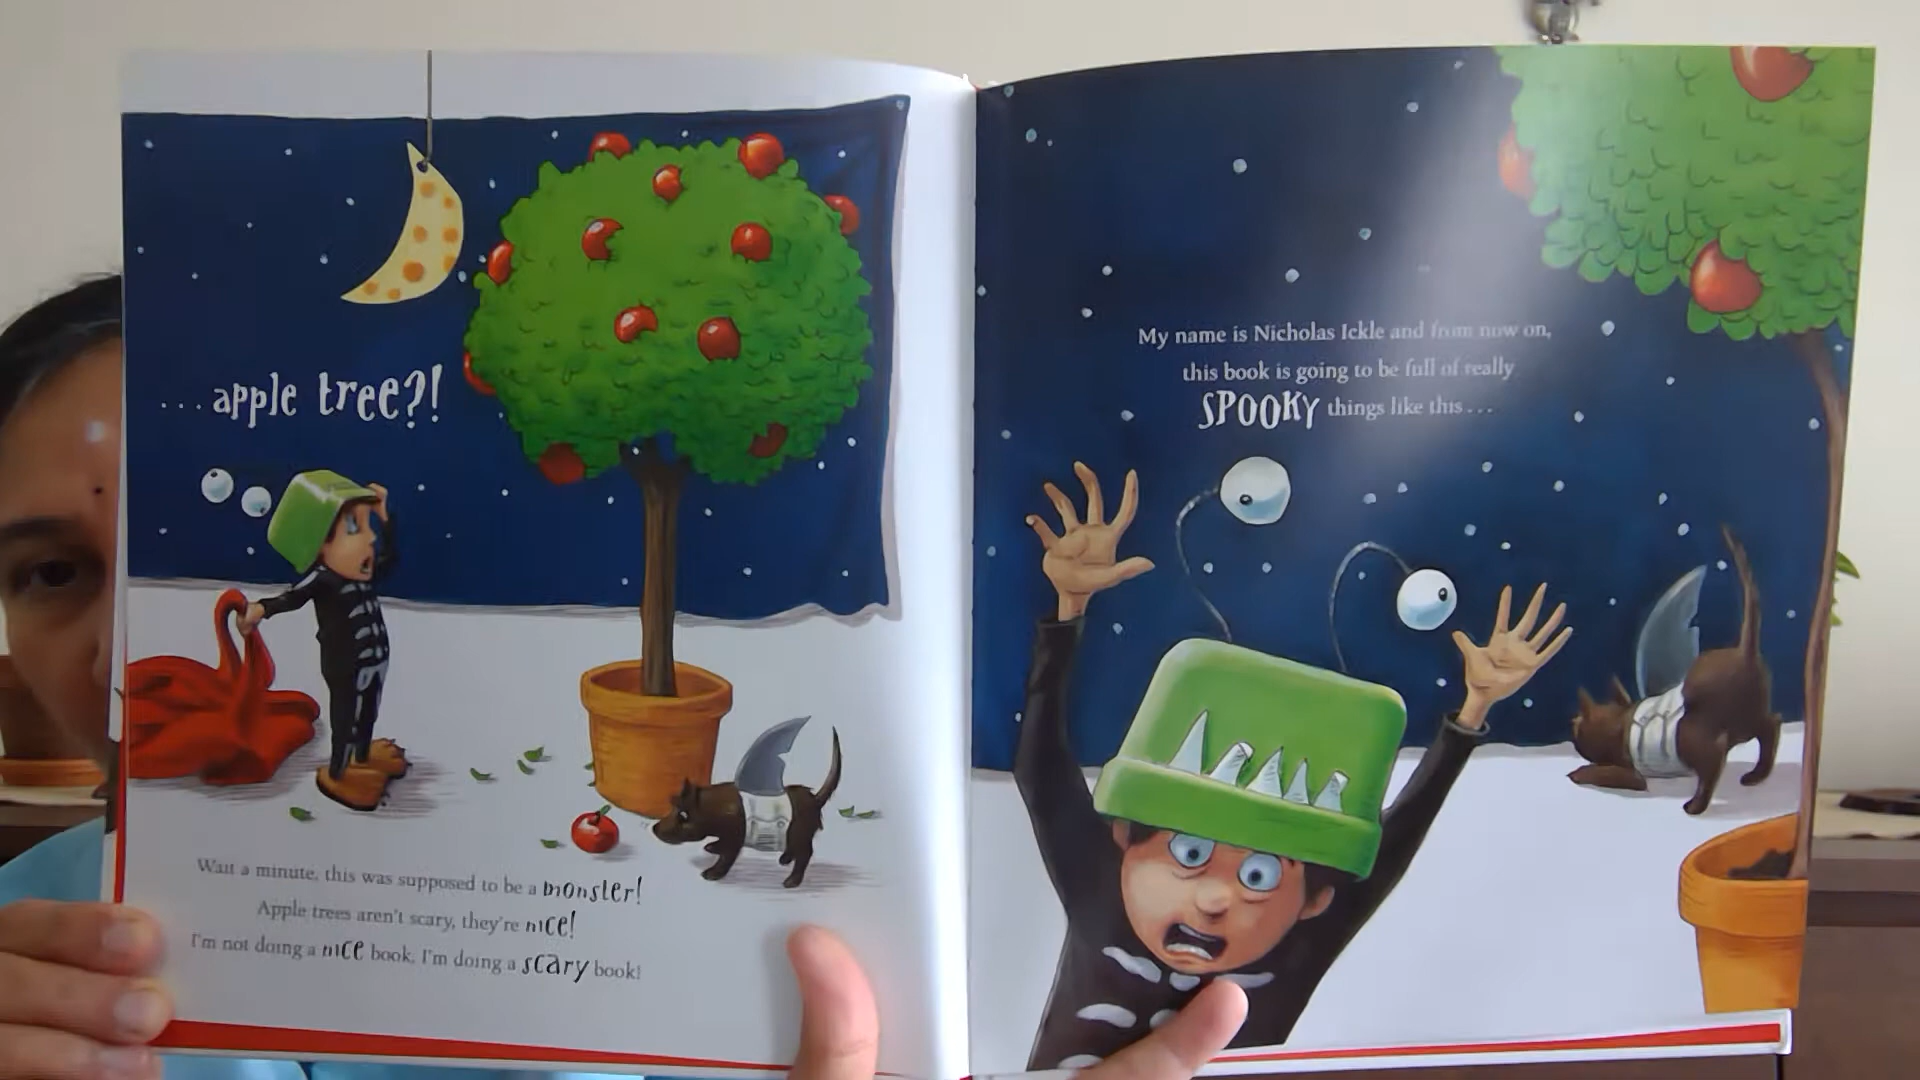 ...apple tree?!
Wait a minute, this was supposed to be a monster!
Apple trees aren't scary, they're nice!
I'm not doing a nice book, I'm doing a scary book!
My name is Nicholas Ickle and from now on,
this book is going to be full of really
SPOOKY things like this...